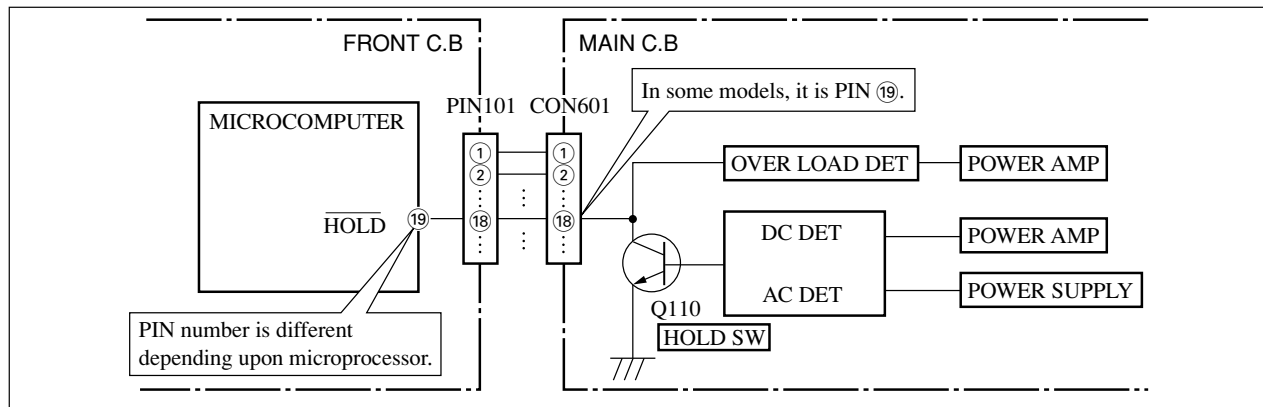 FRONT C.B
MAIN C.B
In some models, it is PIN ⑲.
PIN101
CON601
MICROCOMPUTER
①
①
②
②
HOLD
⑲
⑱
⑱
OVER LOAD DET
POWER AMP
DC DET
POWER AMP
AC DET
POWER SUPPLY
Q110
HOLD SW
PIN number is different
depending upon microprocessor.